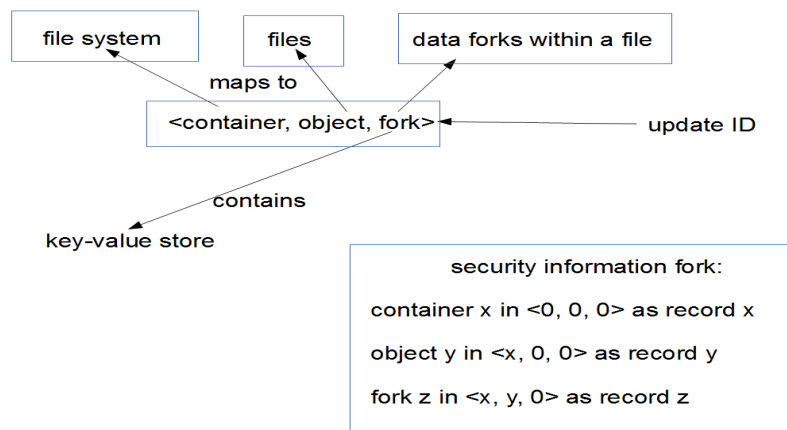 file system
files
data forks within a file
maps to
<container, object, fork>
update ID
contains
key-value store
security information fork:
container x in <0, 0, 0> as record x
object y in <x, 0, 0> as record y
fork z in <x, y, 0> as record z